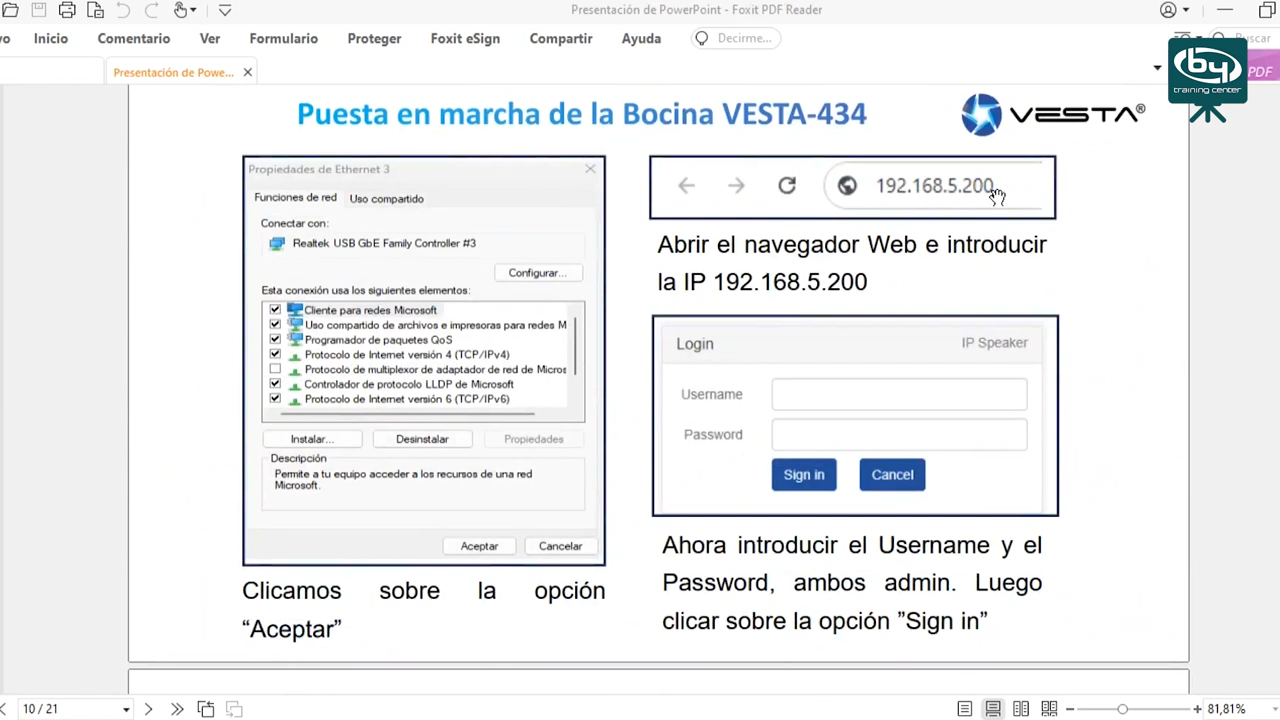 Presentación de PowerPoint - Foxit PDF Reader
Inicio Comentario Ver Formulario Proteger Foxit eSign Compartir Ayuda Decirme... Buscar
Presentación de Powe...
PDF
by
training center
Puesta en marcha de la Bocina VESTA-434
VESTA®
Propiedades de Ethernet 3
Funciones de red Uso compartido
Conectar con:
Realtek USB GbE Family Controller #3
Configurar...
Esta conexión usa los siguientes elementos:
Cliente para redes Microsoft
Uso compartido de archivos e impresoras para redes M
Programador de paquetes QoS
Protocolo de Internet versión 4 (TCP/IPv4)
Protocolo de multiplexor de adaptador de red de Micros
Controlador de protocolo LLDP de Microsoft
Protocolo de Internet versión 6 (TCP/IPv6)
Instalar... Desinstalar Propiedades
Descripción
Permite a tu equipo acceder a los recursos de una red
Microsoft.
Aceptar Cancelar
Clicamos sobre la opción
“Aceptar”
192.168.5.200
Abrir el navegador Web e introducir
la IP 192.168.5.200
Login IP Speaker
Username
Password
Sign in Cancel
Ahora introducir el Username y el
Password, ambos admin. Luego
clicar sobre la opción ”Sign in”
10 / 21
81,81%